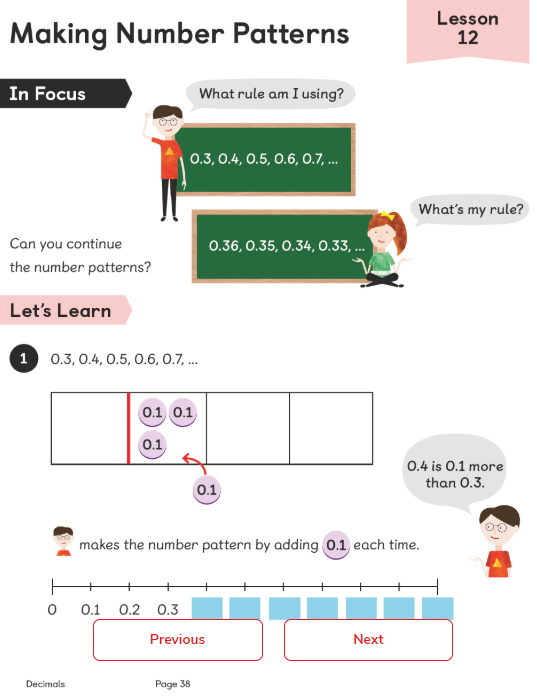 Making Number Patterns
Lesson
12
In Focus
What rule am I using?
0.3, 0.4, 0.5, 0.6, 0.7, ...
What's my rule?
0.36, 0.35, 0.34, 0.33, ...
Can you continue
the number patterns?
Let's Learn
1
0.3, 0.4, 0.5, 0.6, 0.7, ...
0.1 0.1
0.1
0.1
0.4 is 0.1 more
than 0.3.
makes the number pattern by adding 0.1 each time.
0 0.1 0.2 0.3
Previous Next
Decimals Page 38